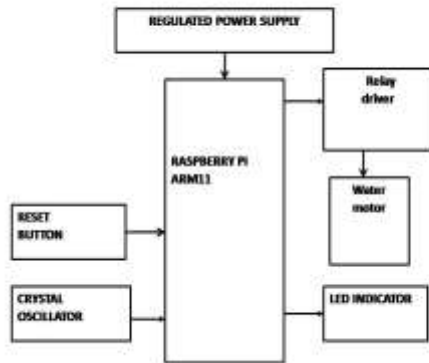 REGULATED POWER SUPPLY
Relay
driver
RASPBERRY PI
ARM11
Water
motor
RESET
BUTTON
CRYSTAL
OSCILLATOR
LED INDICATOR